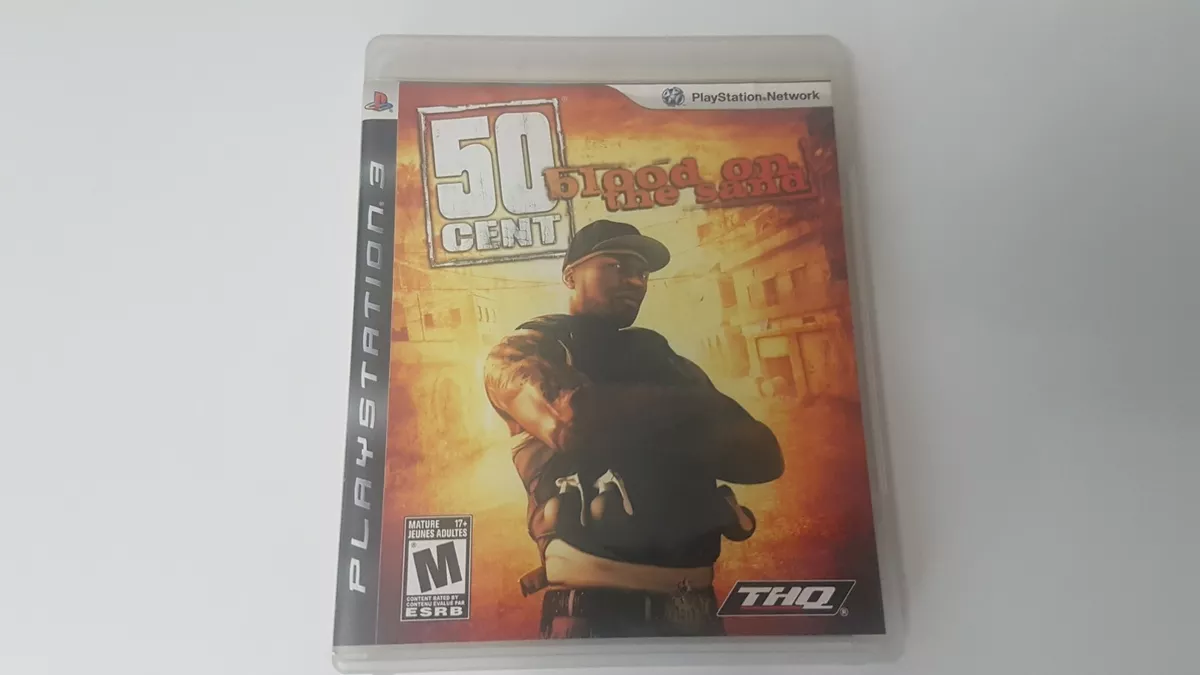 PlayStation®Network
50
CENT
blood on
the sand
PLAYSTATION®3
MATURE 17+
JEUNES ADULTES
M
CONTENT RATED BY
CONTENU ÉVALUÉ PAR
ESRB
THQ®